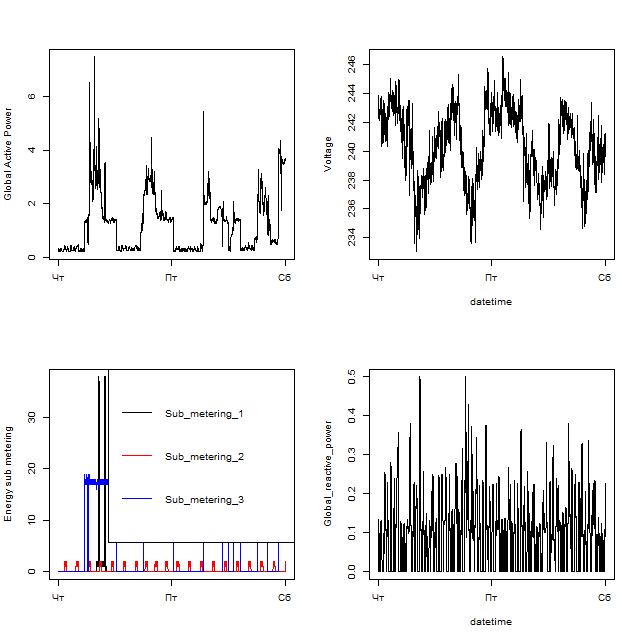 Global Active Power
0
2
4
6
Чт
Пт
Сб
Voltage
234
236
238
240
242
244
246
Чт
Пт
Сб
datetime
Energy sub metering
0
10
20
30
Sub_metering_1
Sub_metering_2
Sub_metering_3
Чт
Пт
Сб
Global_reactive_power
0.0
0.1
0.2
0.3
0.4
0.5
Чт
Пт
Сб
datetime